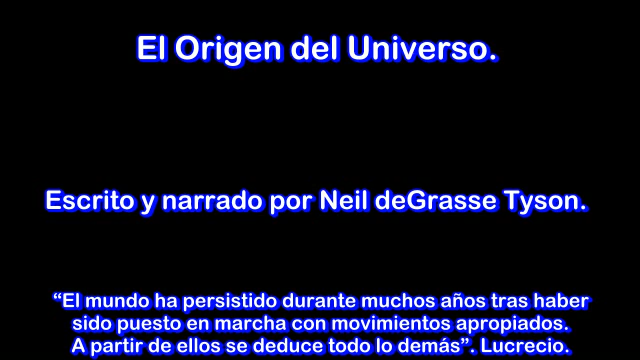 El Origen del Universo.
Escrito y narrado por Neil deGrasse Tyson.
“El mundo ha persistido durante muchos años tras haber
sido puesto en marcha con movimientos apropiados.
A partir de ellos se deduce todo lo demás”. Lucrecio.